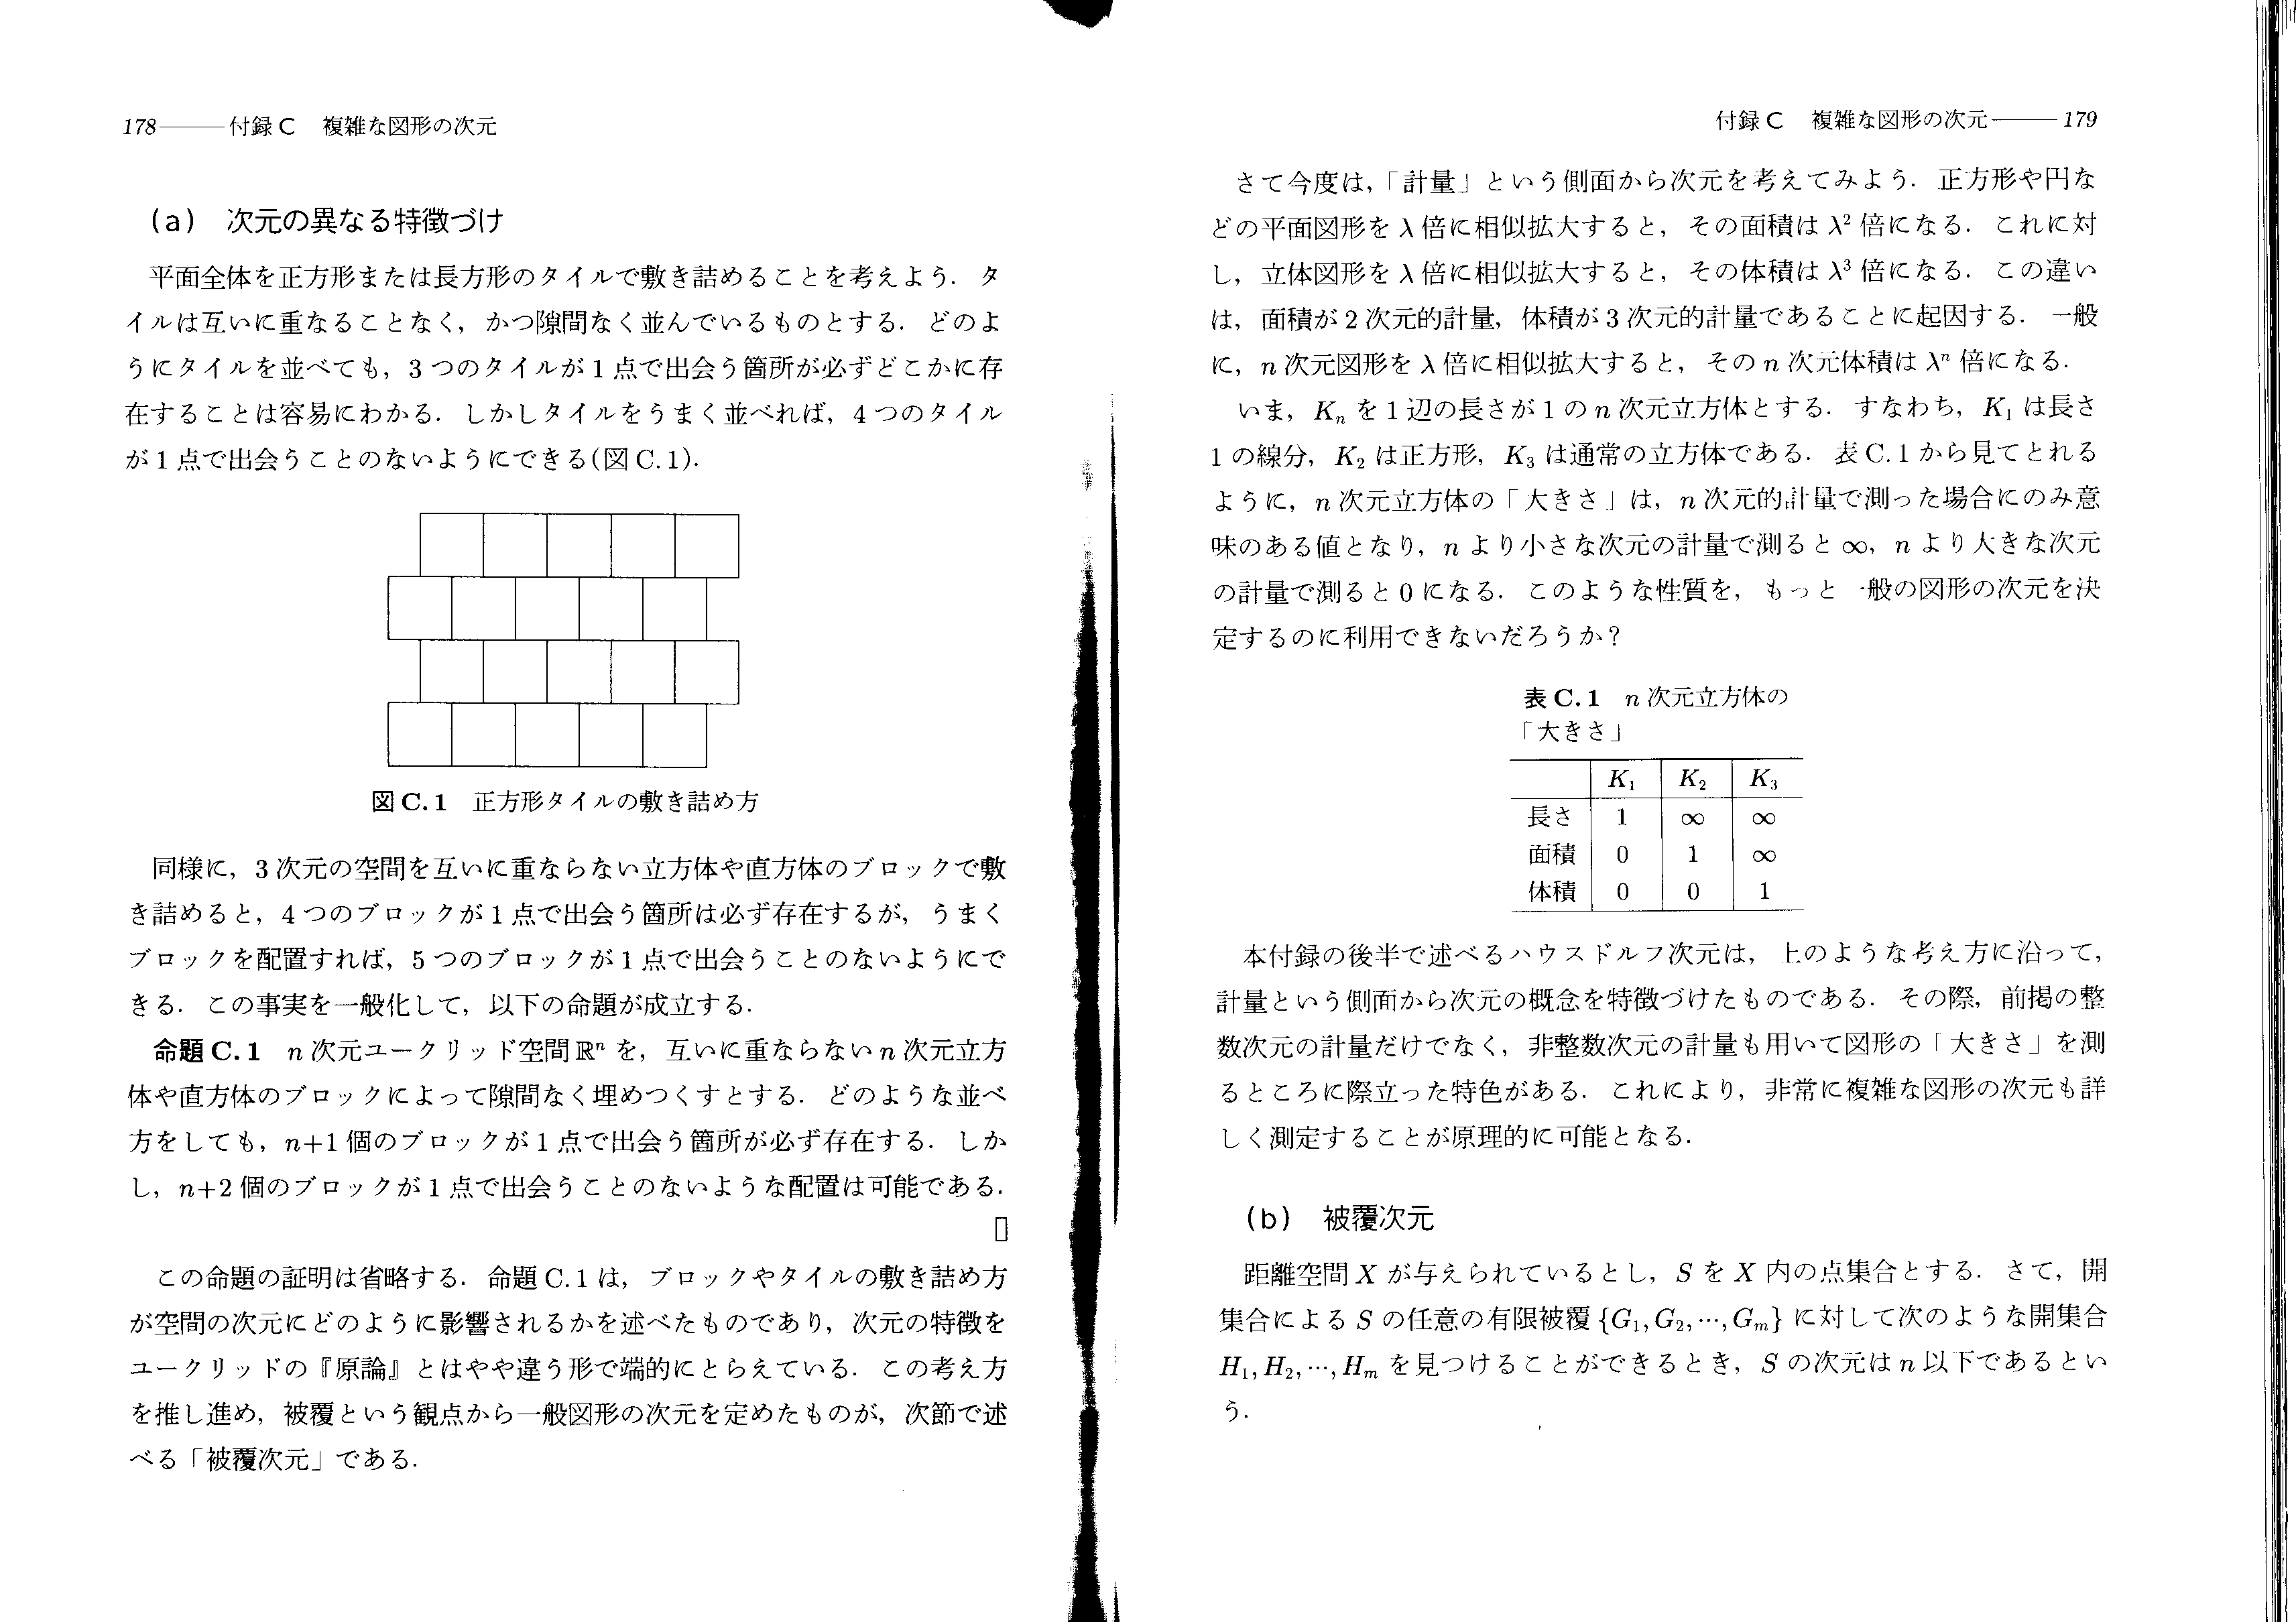 178―――付録C　複雑な図形の次元
(a)　次元の異なる特徴づけ
平面全体を正方形または長方形のタイルで敷き詰めることを考えよう．タ
イルは互いに重なることなく，かつ隙間なく並んでいるものとする．どのよ
うにタイルを並べても，3つのタイルが1点で出会う箇所が必ずどこかに存
在することは容易にわかる．しかしタイルをうまく並べれば，4つのタイル
が1点で出会うことのないようにできる(図C.1)．
図C.1　正方形タイルの敷き詰め方
同様に，3次元の空間を互いに重ならない立方体や直方体のブロックで敷
き詰めると，4つのブロックが1点で出会う箇所は必ず存在するが，うまく
ブロックを配置すれば，5つのブロックが1点で出会うことのないようにで
きる．この事実を一般化して，以下の命題が成立する．
命題C.1　n次元ユークリッド空間ℝⁿを，互いに重ならないn次元立方
体や直方体のブロックによって隙間なく埋めつくすとする．どのような並べ
方をしても，n+1個のブロックが1点で出会う箇所が必ず存在する．しか
し，n+2個のブロックが1点で出会うことのないような配置は可能である．
この命題の証明は省略する．命題C.1は，ブロックやタイルの敷き詰め方
が空間の次元にどのように影響されるかを述べたものであり，次元の特徴を
ユークリッドの『原論』とはやや違う形で端的にとらえている．この考え方
を推し進め，被覆という観点から一般図形の次元を定めたものが，次節で述
べる「被覆次元」である．
付録C　複雑な図形の次元―――179
さて今度は，「計量」という側面から次元を考えてみよう．正方形や円な
どの平面図形をλ倍に相似拡大すると，その面積はλ²倍になる．これに対
し，立体図形をλ倍に相似拡大すると，その体積はλ³倍になる．この違い
は，面積が2次元的計量，体積が3次元的計量であることに起因する．一般
に，n次元図形をλ倍に相似拡大すると，そのn次元体積はλⁿ倍になる．
いま，Kₙを1辺の長さが1のn次元立方体とする．すなわち，K₁は長さ
1の線分，K₂は正方形，K₃は通常の立方体である．表C.1から見てとれる
ように，n次元立方体の「大きさ」は，n次元的計量で測った場合にのみ意
味のある値となり，nより小さな次元の計量で測ると∞，nより大きな次元
の計量で測ると0になる．このような性質を，もっと一般の図形の次元を決
定するのに利用できないだろうか？
表C.1　n次元立方体の
「大きさ」
K₁ K₂ K₃
長さ 1 ∞ ∞
面積 0 1 ∞
体積 0 0 1
本付録の後半で述べるハウスドルフ次元は，上のような考え方に沿って，
計量という側面から次元の概念を特徴づけたものである．その際，前掲の整
数次元の計量だけでなく，非整数次元の計量も用いて図形の「大きさ」を測
るところに際立った特色がある．これにより，非常に複雑な図形の次元も詳
しく測定することが原理的に可能となる．
(b)　被覆次元
距離空間Xが与えられているとし，SをX内の点集合とする．さて，開
集合によるSの任意の有限被覆{G₁,G₂,…,Gₘ}に対して次のような開集合
H₁,H₂,…,Hₘを見つけることができるとき，Sの次元はn以下であるとい
う．